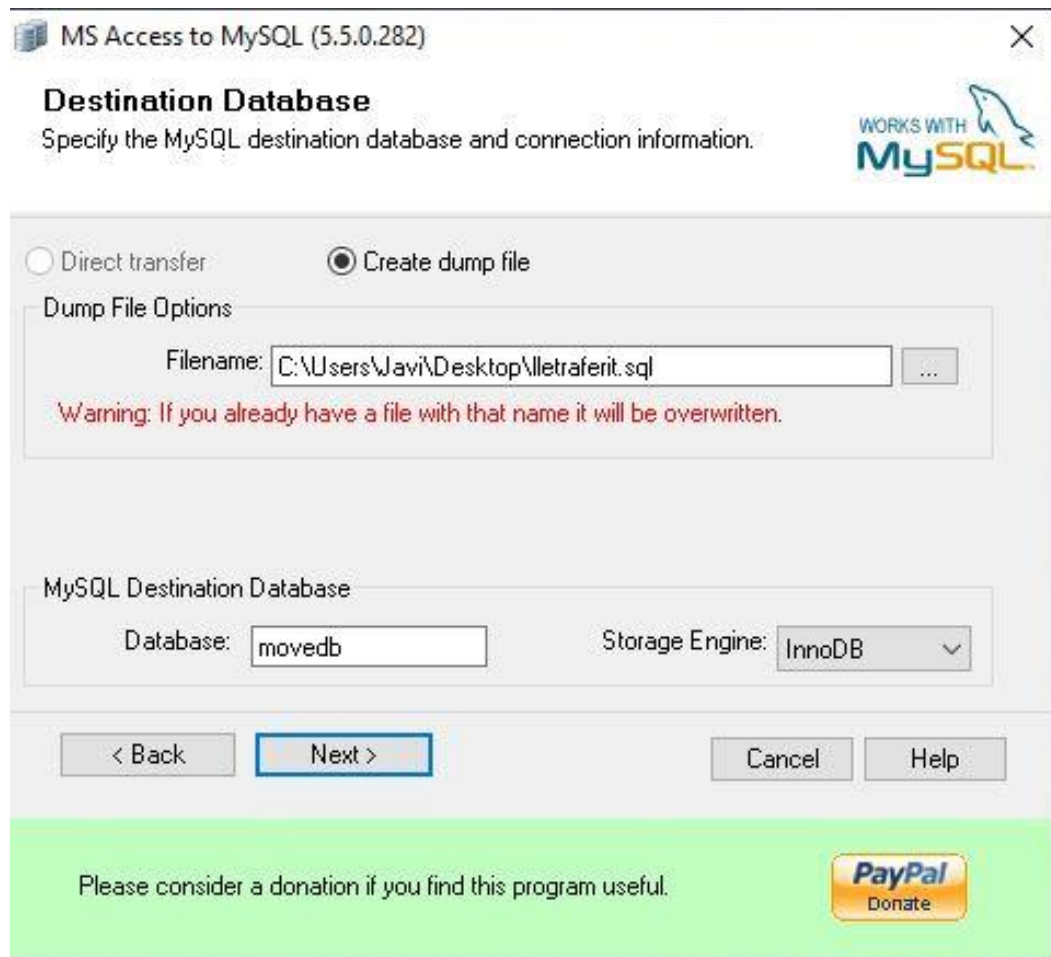 MS Access to MySQL (5.5.0.282)
Destination Database
Specify the MySQL destination database and connection information.
WORKS WITH
MySQL
Direct transfer
Create dump file
Dump File Options
Filename: C:\Users\Javi\Desktop\lletraferit.sql
...
Warning: If you already have a file with that name it will be overwritten.
MySQL Destination Database
Database: movedb
Storage Engine: InnoDB
< Back
Next >
Cancel
Help
Please consider a donation if you find this program useful.
PayPal
Donate